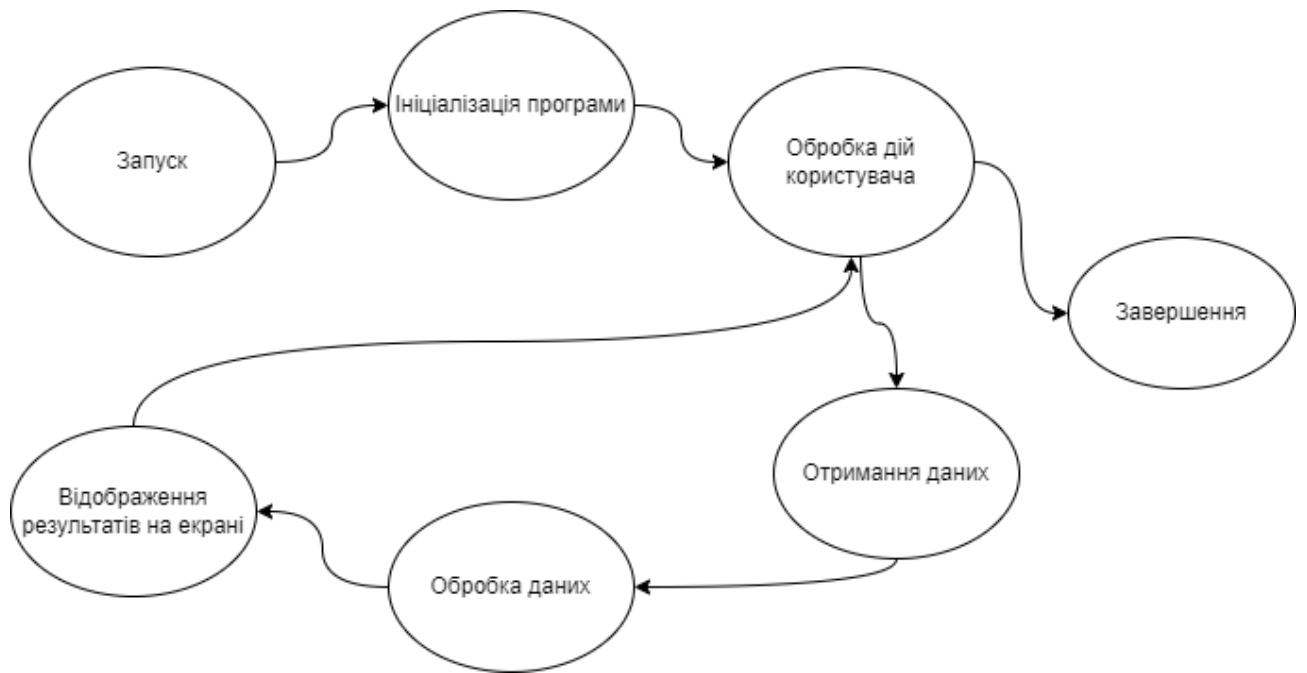 Запуск
Ініціалізація програми
Обробка дій
користувача
Завершення
Отримання даних
Обробка даних
Відображення
результатів на екрані